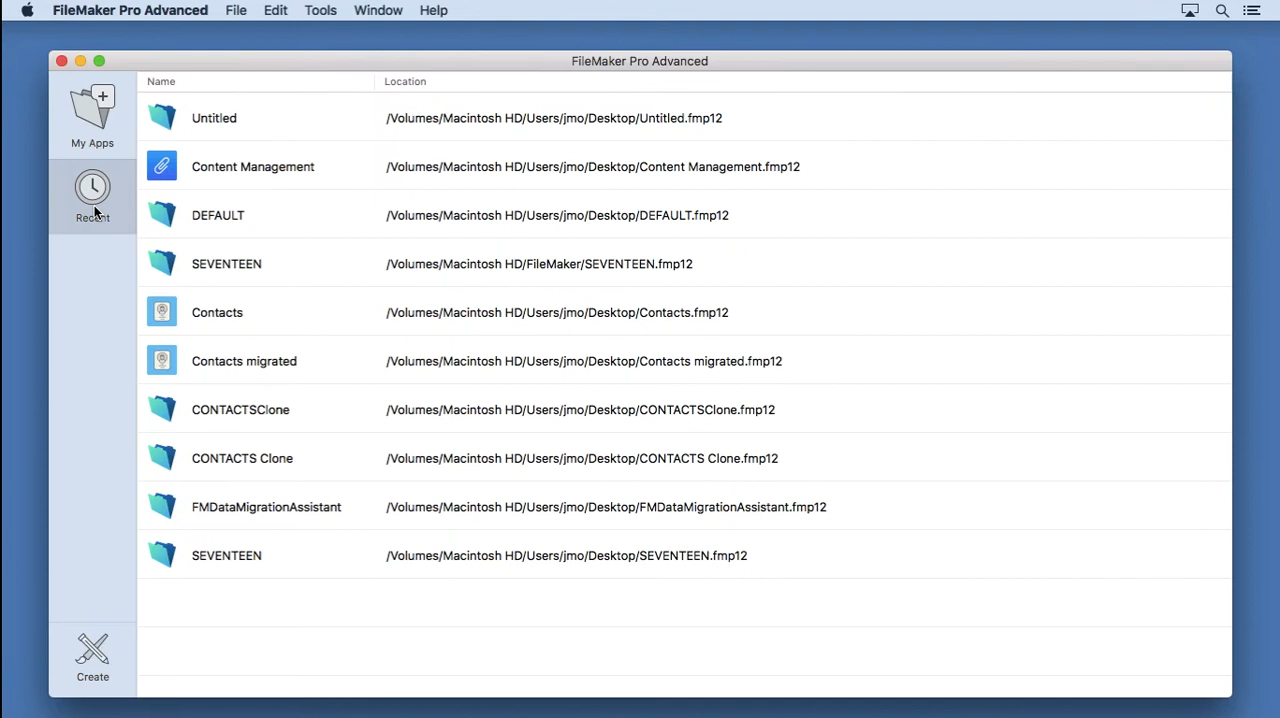 FileMaker Pro Advanced File Edit Tools Window Help
FileMaker Pro Advanced
Name Location
My Apps
Recent
Untitled /Volumes/Macintosh HD/Users/jmo/Desktop/Untitled.fmp12
Content Management /Volumes/Macintosh HD/Users/jmo/Desktop/Content Management.fmp12
DEFAULT /Volumes/Macintosh HD/Users/jmo/Desktop/DEFAULT.fmp12
SEVENTEEN /Volumes/Macintosh HD/FileMaker/SEVENTEEN.fmp12
Contacts /Volumes/Macintosh HD/Users/jmo/Desktop/Contacts.fmp12
Contacts migrated /Volumes/Macintosh HD/Users/jmo/Desktop/Contacts migrated.fmp12
CONTACTSClone /Volumes/Macintosh HD/Users/jmo/Desktop/CONTACTSClone.fmp12
CONTACTS Clone /Volumes/Macintosh HD/Users/jmo/Desktop/CONTACTS Clone.fmp12
FMDataMigrationAssistant /Volumes/Macintosh HD/Users/jmo/Desktop/FMDataMigrationAssistant.fmp12
SEVENTEEN /Volumes/Macintosh HD/Users/jmo/Desktop/SEVENTEEN.fmp12
Create